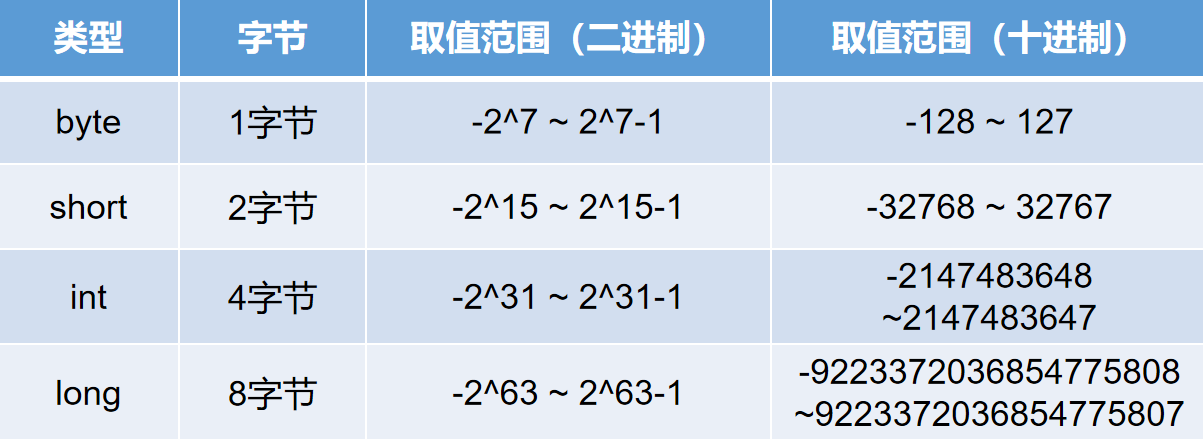 类型 字节 取值范围（二进制） 取值范围（十进制）
byte 1字节 -2^7 ~ 2^7-1 -128 ~ 127
short 2字节 -2^15 ~ 2^15-1 -32768 ~ 32767
int 4字节 -2^31 ~ 2^31-1 -2147483648
~2147483647
long 8字节 -2^63 ~ 2^63-1 -9223372036854775808
~9223372036854775807